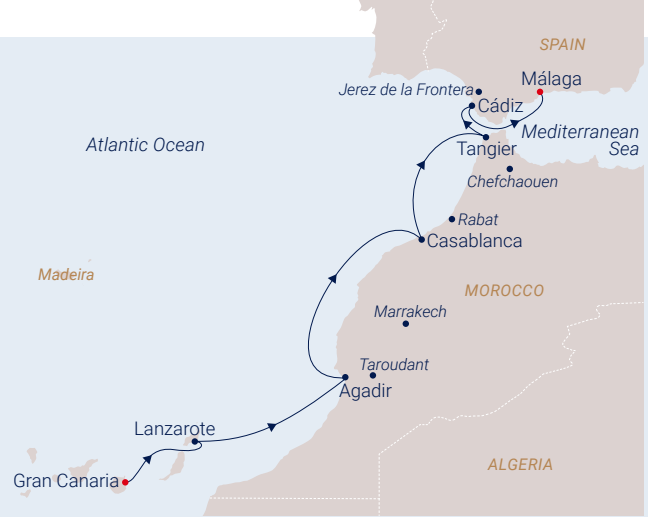 SPAIN
Málaga
Jerez de la Frontera
Cádiz
Mediterranean
Sea
Atlantic Ocean
Tangier
Chefchaouen
Rabat
Casablanca
Madeira
MOROCCO
Marrakech
Taroudant
Agadir
Lanzarote
ALGERIA
Gran Canaria